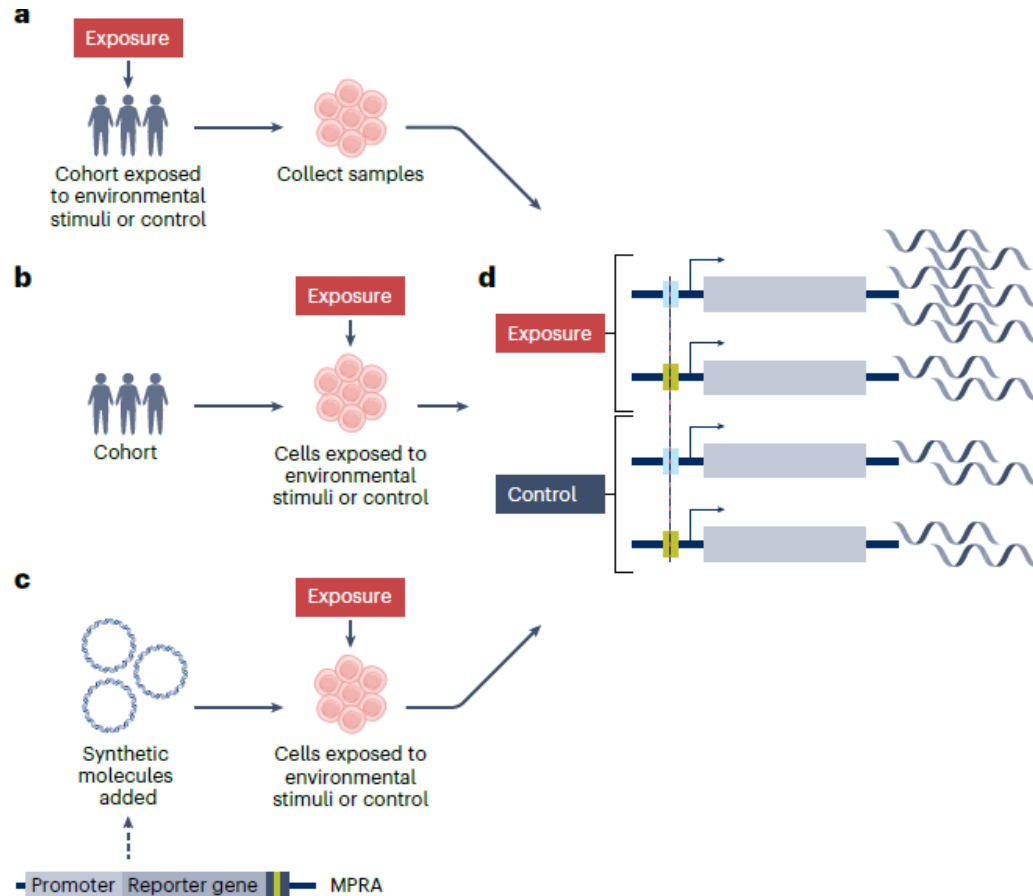 a
Exposure
Cohort exposed
to environmental
stimuli or control
Collect samples
b
Exposure
Cohort
Cells exposed to
environmental
stimuli or control
c
Exposure
Synthetic
molecules
added
Cells exposed to
environmental
stimuli or control
Promoter Reporter gene MPRA
d
Exposure
Control